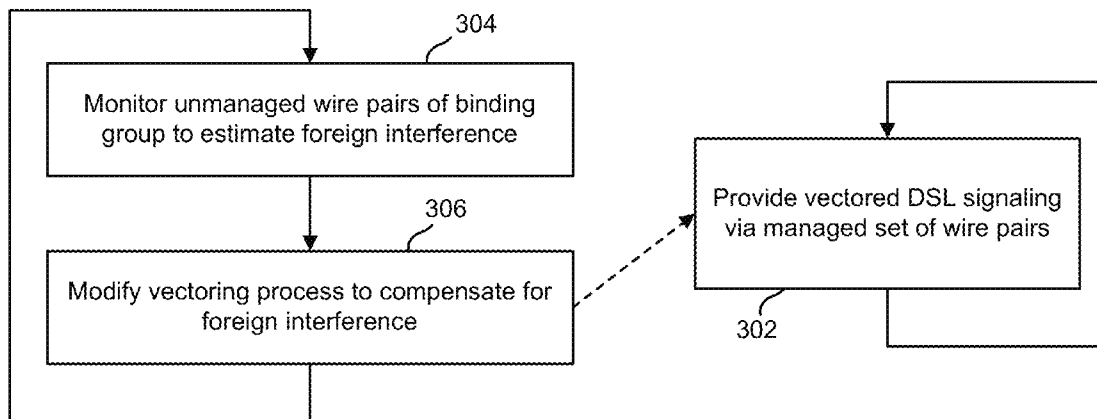 304
Monitor unmanaged wire pairs of binding
group to estimate foreign interference
306
Modify vectoring process to compensate for
foreign interference
Provide vectored DSL signaling
via managed set of wire pairs
302